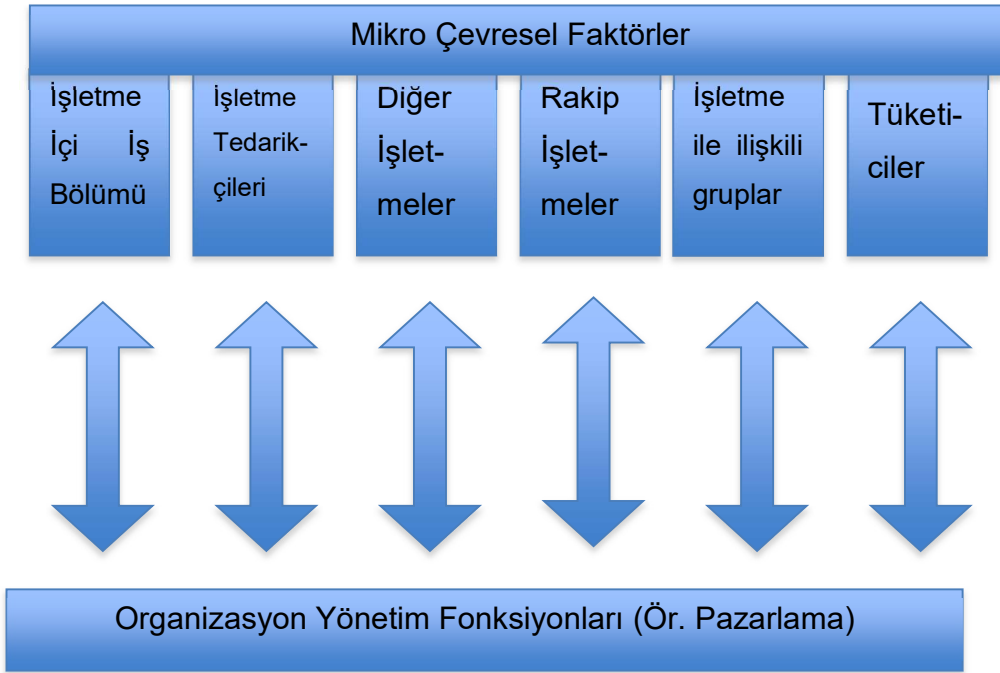 Mikro Çevresel Faktörler
İşletme
İçi İş
Bölümü
İşletme
Tedarik-
çileri
Diğer
İşlet-
meler
Rakip
İşlet-
meler
İşletme
ile ilişkili
gruplar
Tüketi-
ciler
Organizasyon Yönetim Fonksiyonları (Ör. Pazarlama)